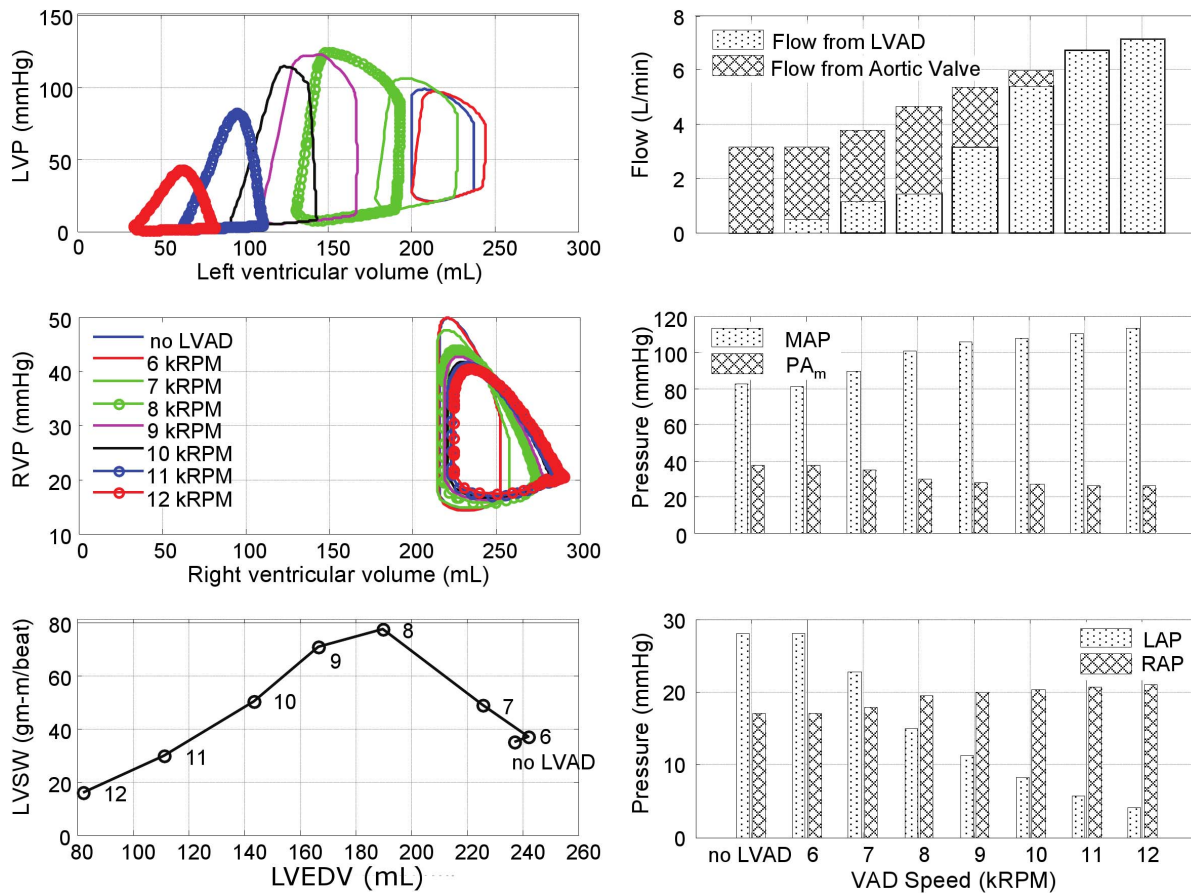 150
100
50
0
LVP (mmHg)
0 50 100 150 200 250 300
Left ventricular volume (mL)
Flow from LVAD
Flow from Aortic Valve
8
6
4
2
0
Flow (L/min)
50
40
30
20
10
RVP (mmHg)
no LVAD
6 kRPM
7 kRPM
8 kRPM
9 kRPM
10 kRPM
11 kRPM
12 kRPM
0 50 100 150 200 250 300
Right ventricular volume (mL)
120
100
80
60
40
20
0
Pressure (mmHg)
MAP
PAm
80
60
40
20
0
LVSW (gm-m/beat)
8
9
10
7
11
6
no LVAD
12
80 100 120 140 160 180 200 220 240 260
LVEDV (mL)
30
20
10
0
Pressure (mmHg)
LAP
RAP
no LVAD 6 7 8 9 10 11 12
VAD Speed (kRPM)